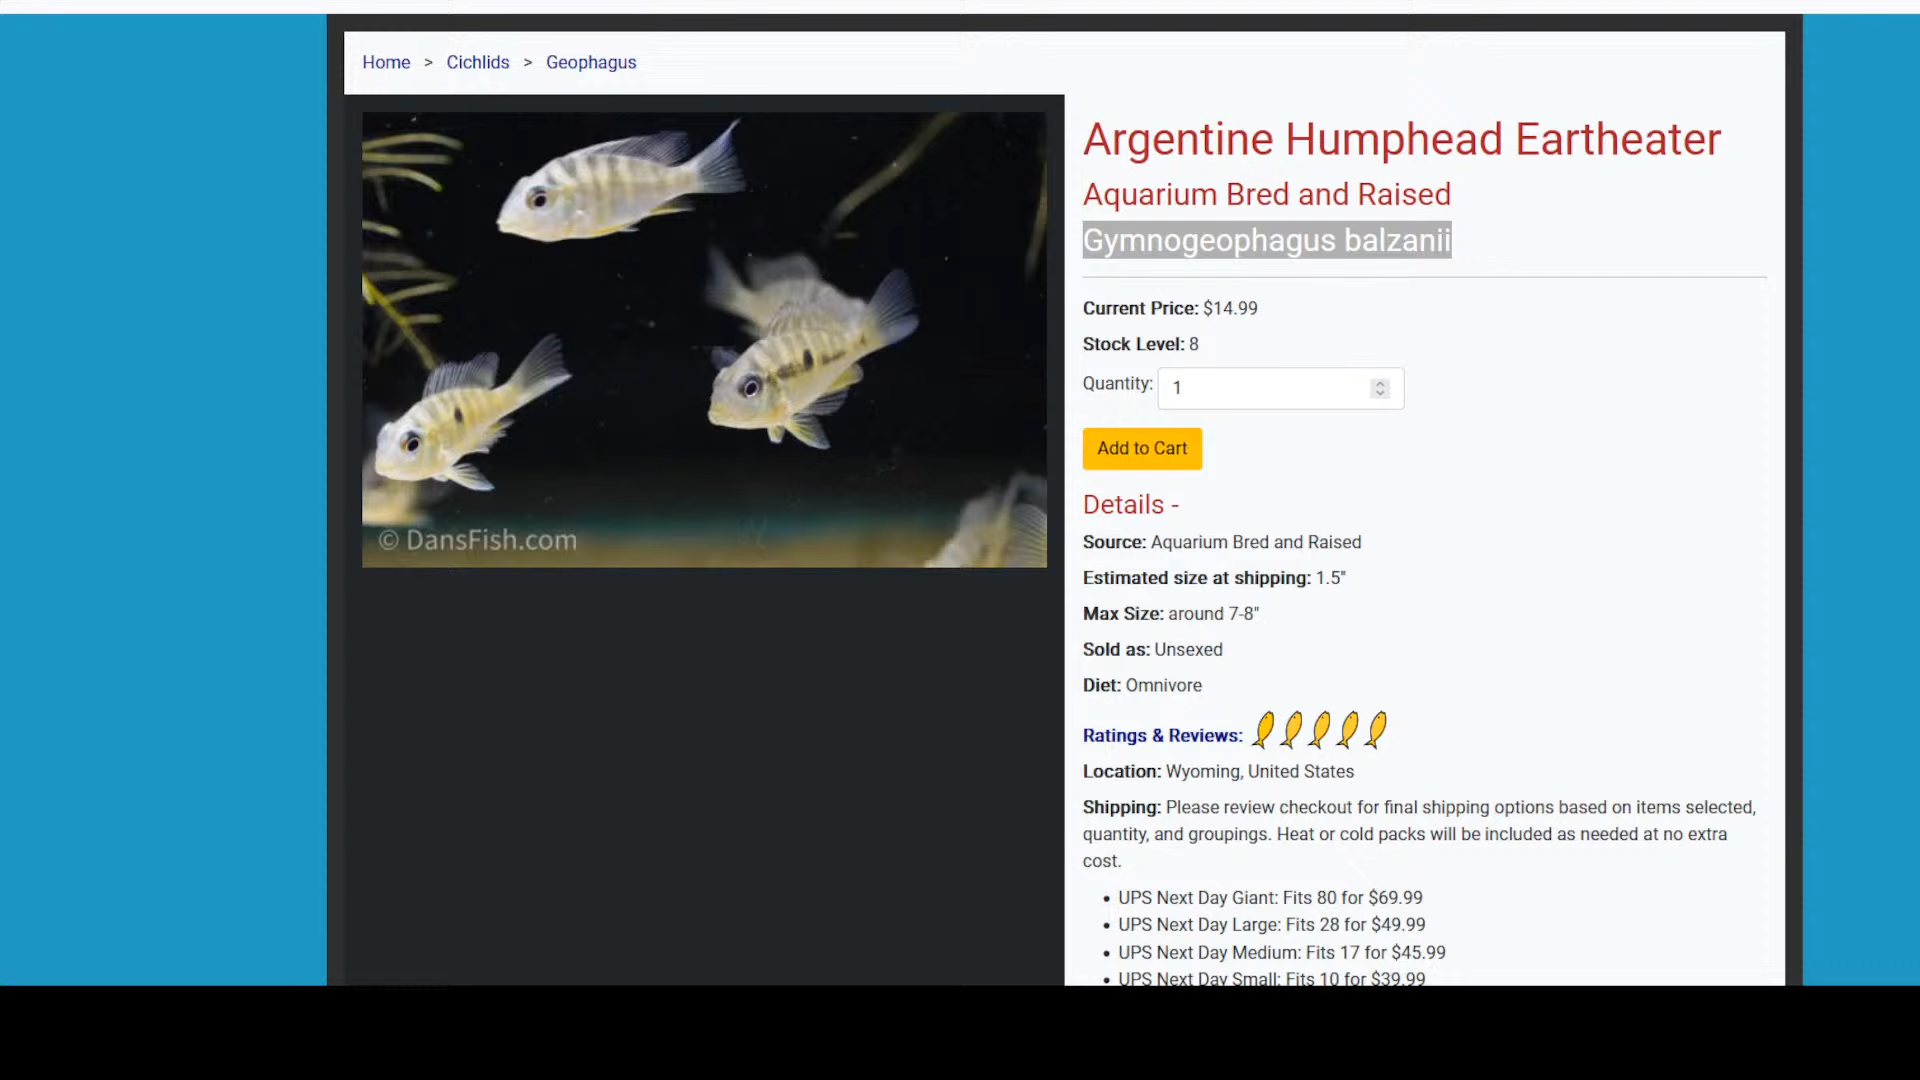 Home > Cichlids > Geophagus
© DansFish.com
Argentine Humphead Eartheater
Aquarium Bred and Raised
Gymnogeophagus balzanii
Current Price: $14.99
Stock Level: 8
Quantity: 1
Add to Cart
Details -
Source: Aquarium Bred and Raised
Estimated size at shipping: 1.5"
Max Size: around 7-8"
Sold as: Unsexed
Diet: Omnivore
Ratings & Reviews:
Location: Wyoming, United States
Shipping: Please review checkout for final shipping options based on items selected,
quantity, and groupings. Heat or cold packs will be included as needed at no extra
cost.
• UPS Next Day Giant: Fits 80 for $69.99
• UPS Next Day Large: Fits 28 for $49.99
• UPS Next Day Medium: Fits 17 for $45.99
• UPS Next Day Small: Fits 10 for $39.99